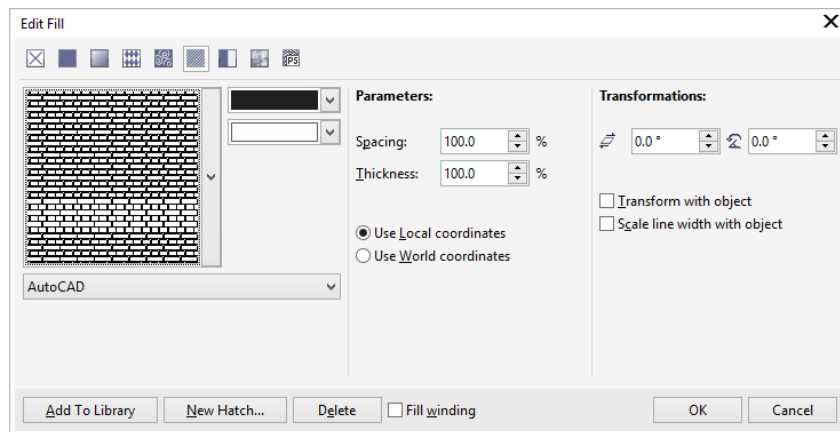 Edit Fill
PS
Parameters:
Transformations:
Spacing: 100.0 %
0.0 ° 0.0 °
Thickness: 100.0 %
Transform with object
Scale line width with object
Use Local coordinates
Use World coordinates
AutoCAD
Add To Library New Hatch... Delete Fill winding OK Cancel